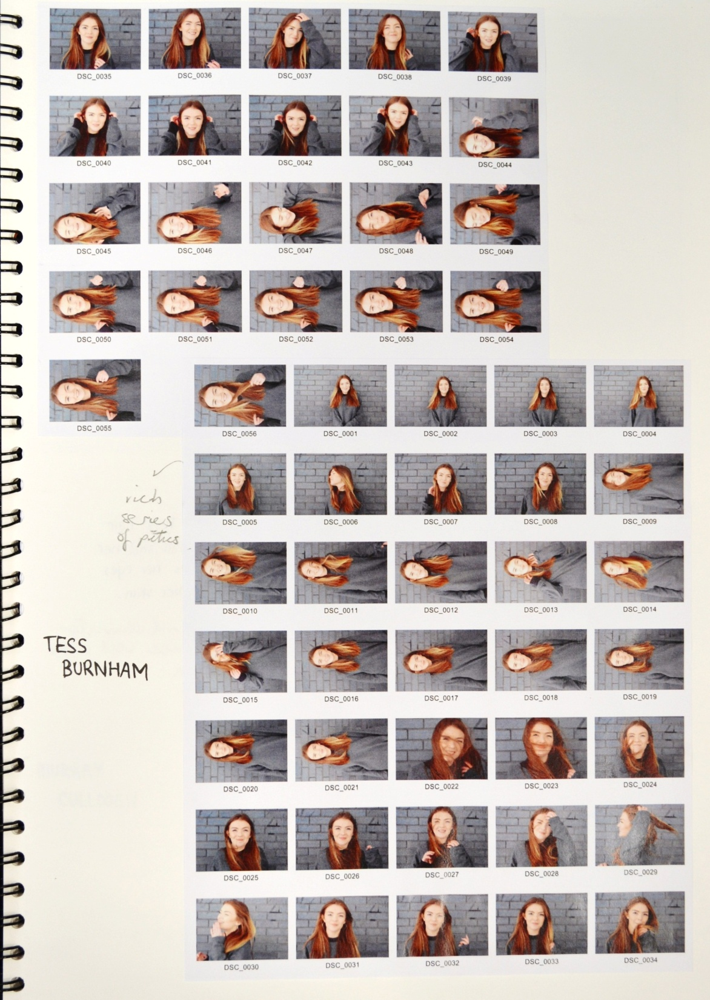 DSC_0035 DSC_0036 DSC_0037 DSC_0038 DSC_0039
DSC_0040 DSC_0041 DSC_0042 DSC_0043 DSC_0044
DSC_0045 DSC_0046 DSC_0047 DSC_0048 DSC_0049
DSC_0050 DSC_0051 DSC_0052 DSC_0053 DSC_0054
DSC_0055
DSC_0056 DSC_0001 DSC_0002 DSC_0003 DSC_0004
DSC_0005 DSC_0006 DSC_0007 DSC_0008 DSC_0009
rich
series
of
DSC_0010 DSC_0011 DSC_0012 DSC_0013 DSC_0014
TESS
BURNHAM
DSC_0015 DSC_0016 DSC_0017 DSC_0018 DSC_0019
DSC_0020 DSC_0021 DSC_0022 DSC_0023 DSC_0024
DSC_0025 DSC_0026 DSC_0027 DSC_0028 DSC_0029
DSC_0030 DSC_0031 DSC_0032 DSC_0033 DSC_0034